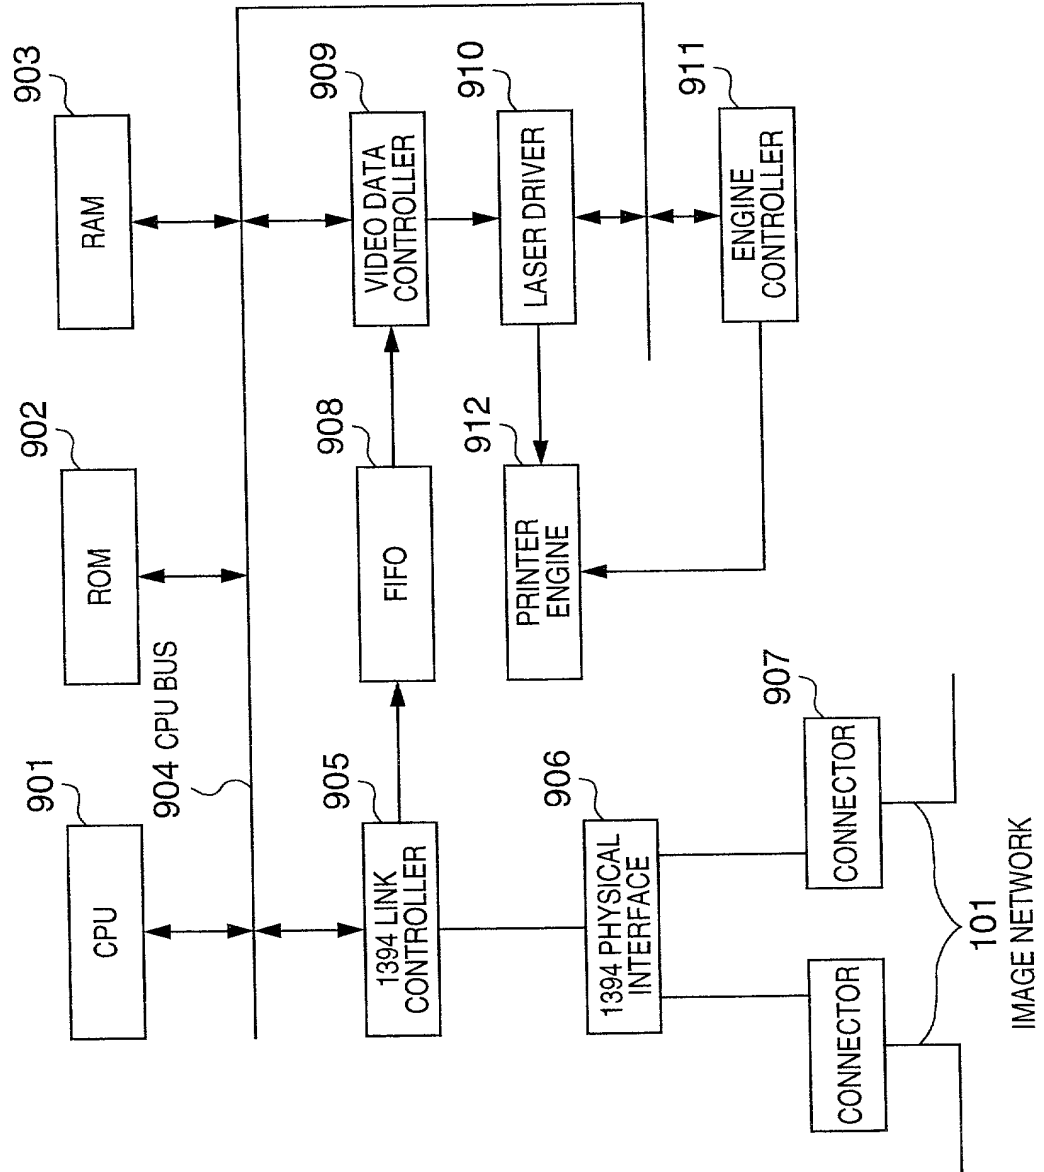 903
RAM
902
ROM
901
CPU
904 CPU BUS
909
VIDEO DATA
CONTROLLER
908
FIFO
905
1394 LINK
CONTROLLER
910
LASER DRIVER
912
PRINTER
ENGINE
906
1394 PHYSICAL
INTERFACE
911
ENGINE
CONTROLLER
907
CONNECTOR
CONNECTOR
101
IMAGE NETWORK